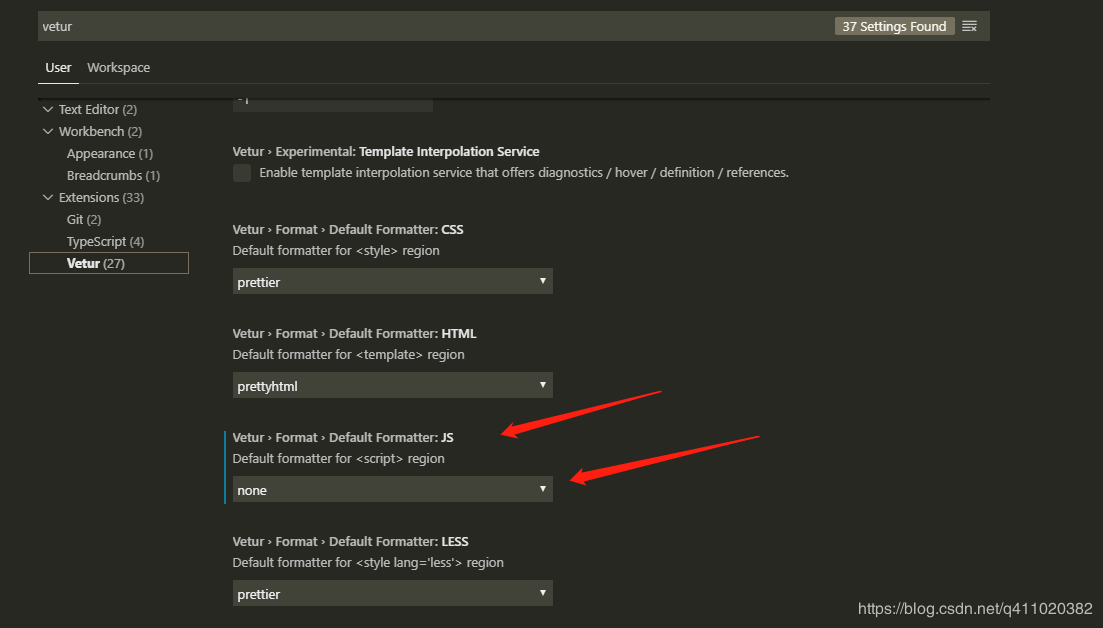 vetur
37 Settings Found
User
Workspace
Text Editor (2)
Workbench (2)
Appearance (1)
Breadcrumbs (1)
Extensions (33)
Git (2)
TypeScript (4)
Vetur (27)
Vetur › Experimental: Template Interpolation Service
Enable template interpolation service that offers diagnostics / hover / definition / references.
Vetur › Format › Default Formatter: CSS
Default formatter for <style> region
prettier
Vetur › Format › Default Formatter: HTML
Default formatter for <template> region
prettyhtml
Vetur › Format › Default Formatter: JS
Default formatter for <script> region
none
Vetur › Format › Default Formatter: LESS
Default formatter for <style lang='less'> region
prettier
https://blog.csdn.net/q411020382